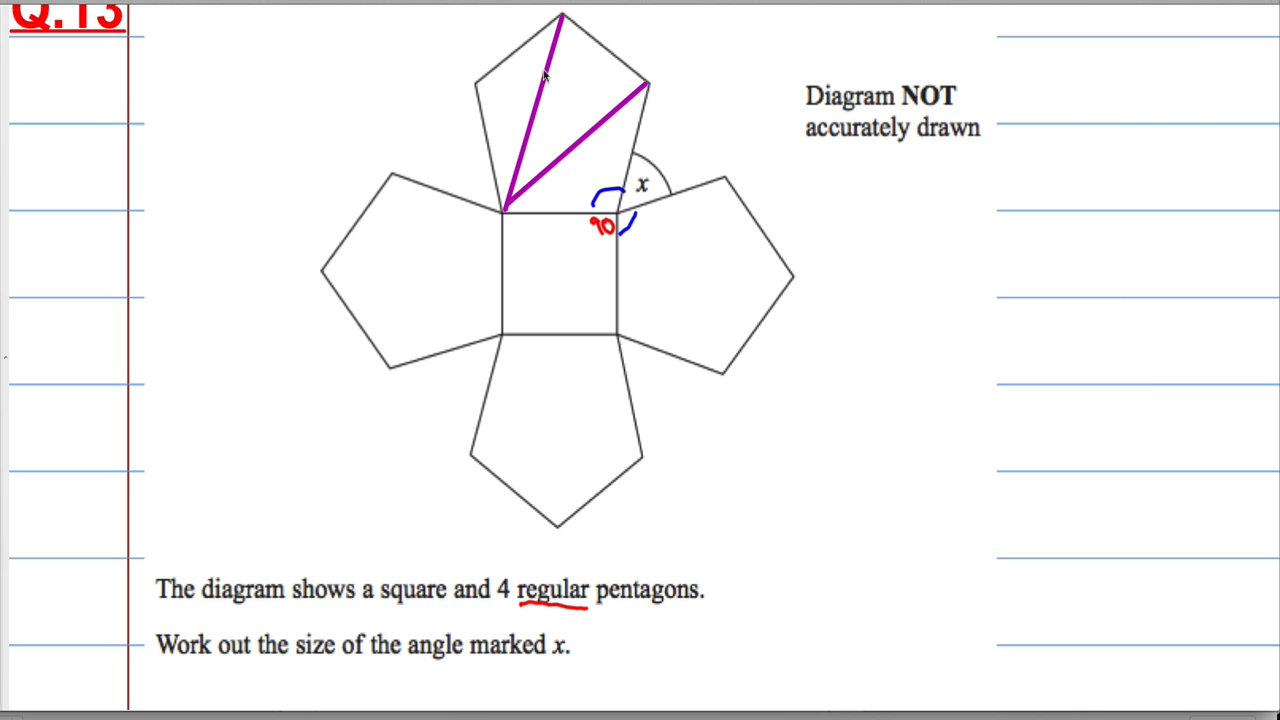 Q.13
Diagram NOT
accurately drawn
x
90
The diagram shows a square and 4 regular pentagons.
Work out the size of the angle marked x.